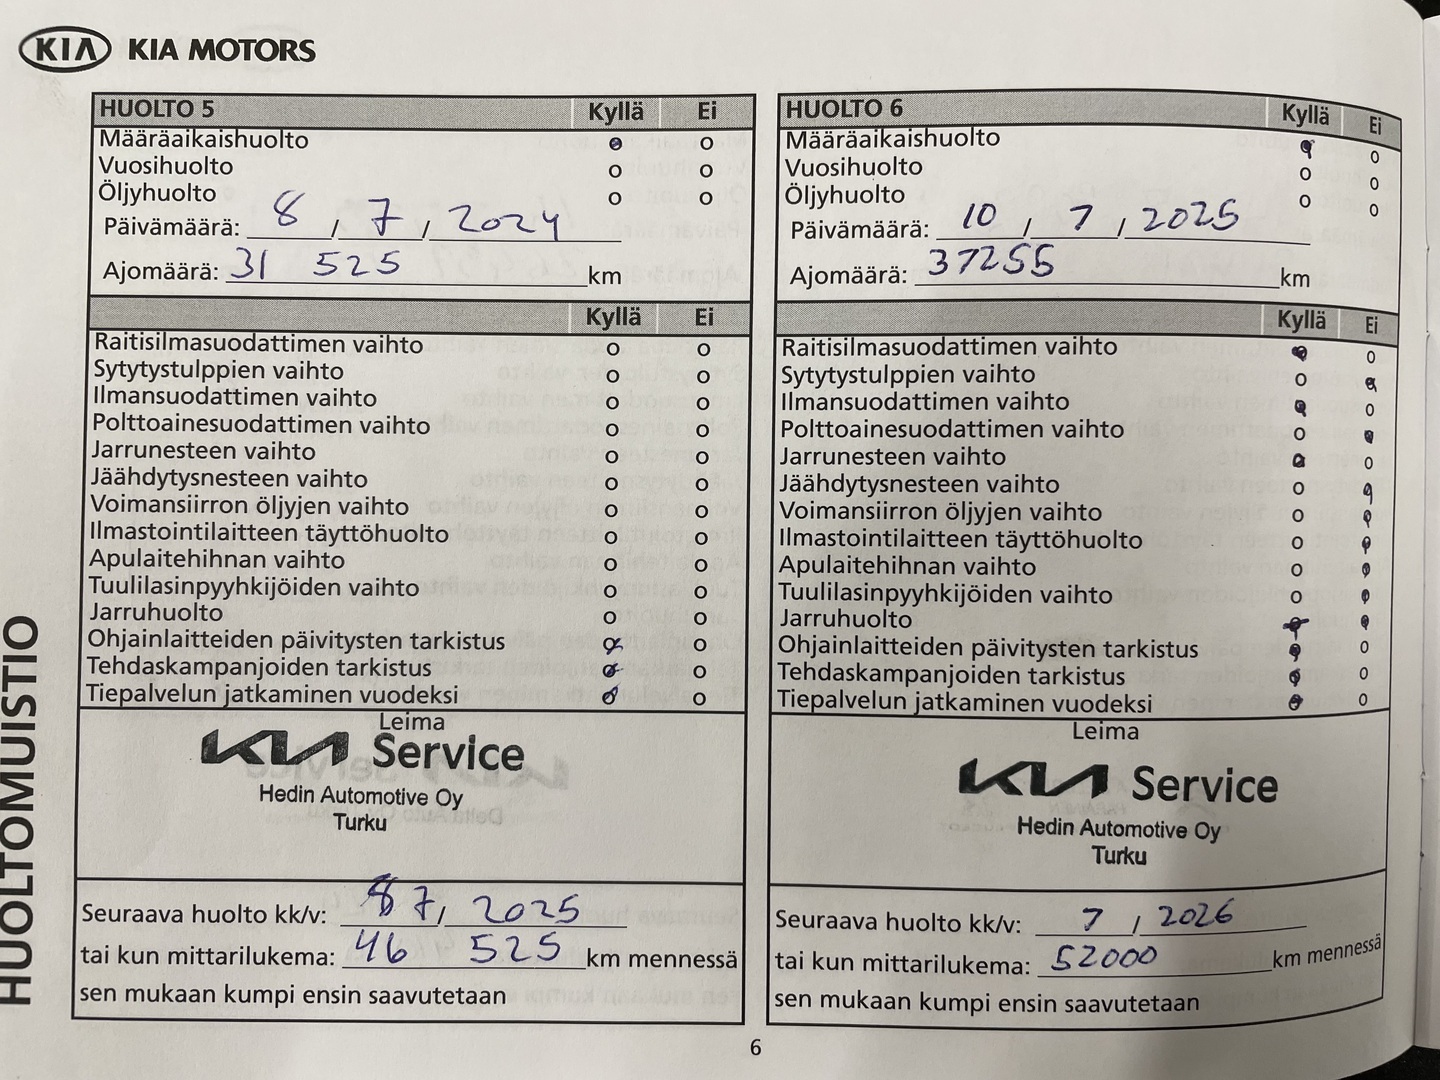 KIA KIA MOTORS
HUOLTOMUISTIO
HUOLTO 5 Kyllä Ei
Määräaikaishuolto
Vuosihuolto
Öljyhuolto
Päivämäärä: 8 / 7 / 2024
Ajomäärä: 31 525 km
Kyllä Ei
Raitisilmasuodattimen vaihto
Sytytystulppien vaihto
Ilmansuodattimen vaihto
Polttoainesuodattimen vaihto
Jarrunesteen vaihto
Jäähdytysnesteen vaihto
Voimansiirron öljyjen vaihto
Ilmastointilaitteen täyttöhuolto
Apulaitehihnan vaihto
Tuulilasinpyyhkijöiden vaihto
Jarruhuolto
Ohjainlaitteiden päivitysten tarkistus
Tehdaskampanjoiden tarkistus
Tiepalvelun jatkaminen vuodeksi
Leima
KIA Service
Hedin Automotive Oy
Turku
Seuraava huolto kk/v: 7 / 2025
tai kun mittarilukema: 46 525 km mennessä
sen mukaan kumpi ensin saavutetaan
HUOLTO 6 Kyllä Ei
Määräaikaishuolto
Vuosihuolto
Öljyhuolto
Päivämäärä: 10 / 7 / 2025
Ajomäärä: 37255 km
Kyllä Ei
Raitisilmasuodattimen vaihto
Sytytystulppien vaihto
Ilmansuodattimen vaihto
Polttoainesuodattimen vaihto
Jarrunesteen vaihto
Jäähdytysnesteen vaihto
Voimansiirron öljyjen vaihto
Ilmastointilaitteen täyttöhuolto
Apulaitehihnan vaihto
Tuulilasinpyyhkijöiden vaihto
Jarruhuolto
Ohjainlaitteiden päivitysten tarkistus
Tehdaskampanjoiden tarkistus
Tiepalvelun jatkaminen vuodeksi
Leima
KIA Service
Hedin Automotive Oy
Turku
Seuraava huolto kk/v: 7 / 2026
tai kun mittarilukema: 52000 km mennessä
sen mukaan kumpi ensin saavutetaan
6